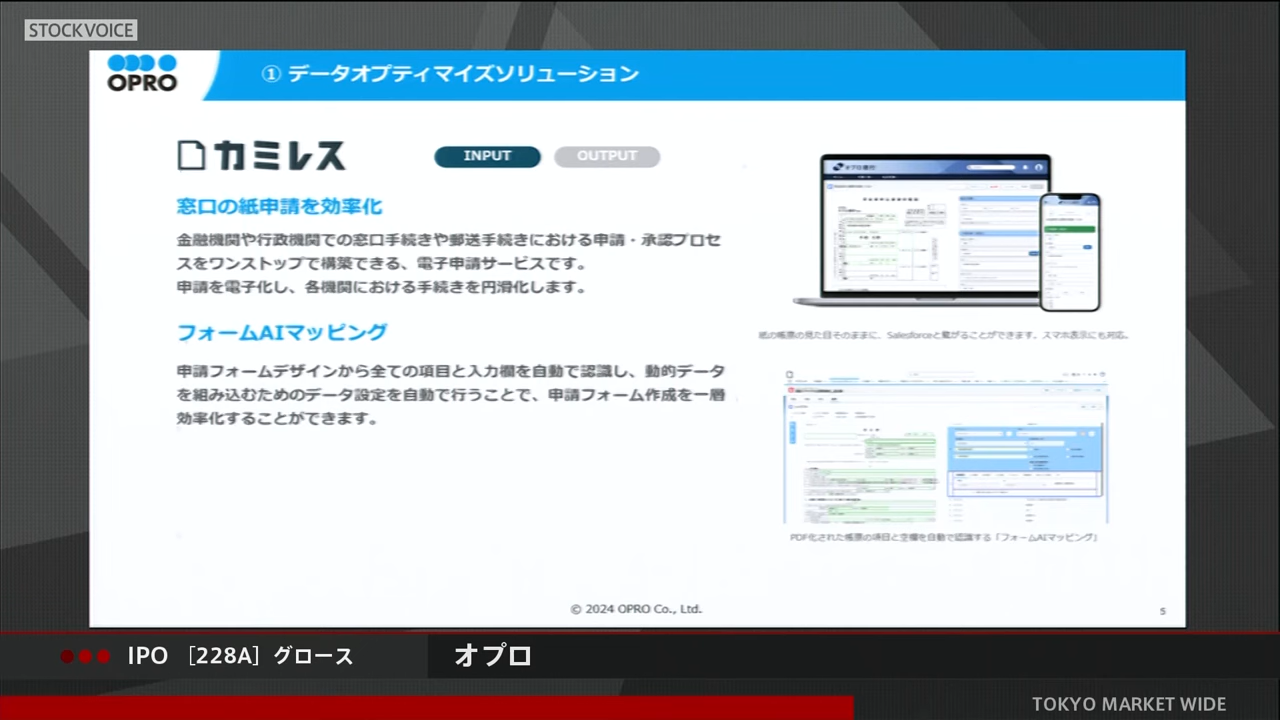 STOCKVOICE
OPRO
① データオプティマイズソリューション
カミレス
INPUT
OUTPUT
窓口の紙申請を効率化
金融機関や行政機関での窓口手続きや郵送手続きにおける申請・承認プロセ
スをワンストップで構築できる、電子申請サービスです。
申請を電子化し、各機関における手続きを円滑化します。
フォームAIマッピング
申請フォームデザインから全ての項目と入力欄を自動で認識し、動的データ
を組み込むためのデータ設定を自動で行うことで、申請フォーム作成を一層
効率化することができます。
紙の帳票の見た目そのままに、Salesforceと繋がることができます。スマホ表示にも対応。
PDF化された帳票の項目と空欄を自動で認識する「フォームAIマッピング」
© 2024 OPRO Co., Ltd.
5
IPO [228A] グロース
オプロ
TOKYO MARKET WIDE